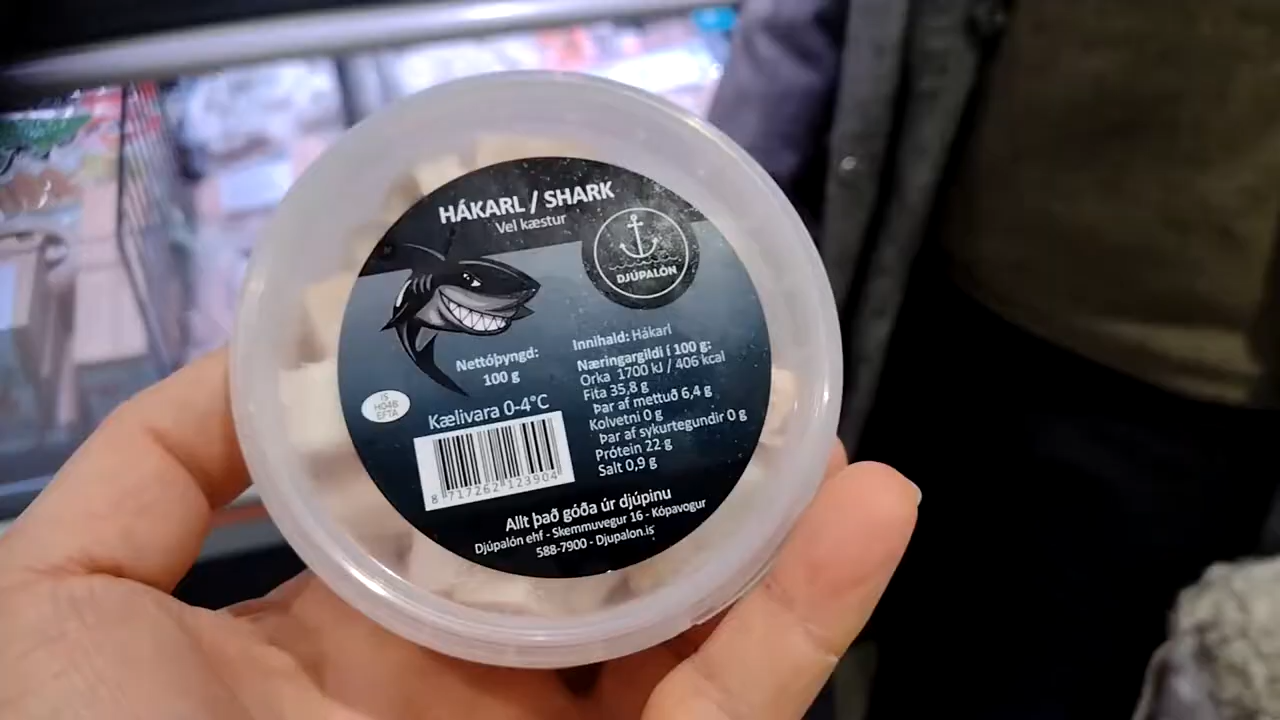 HÁKARL / SHARK
Vel kæstur
DJÚPALÓN
Nettóþyngd:
100 g
Kælivara 0-4°C
IS
H046
EFTA
8 717262 123904
Innihald: Hákarl
Næringargildi í 100 g:
Orka 1700 kJ / 406 kcal
Fita 35,8 g
Þar af mettuð 6,4 g
Kolvetni 0 g
Þar af sykurtegundir 0 g
Prótein 22 g
Salt 0,9 g
Allt það góða úr djúpinu
Djúpalón ehf - Skemmuvegur 16 - Kópavogur
588-7900 - Djupalon.is